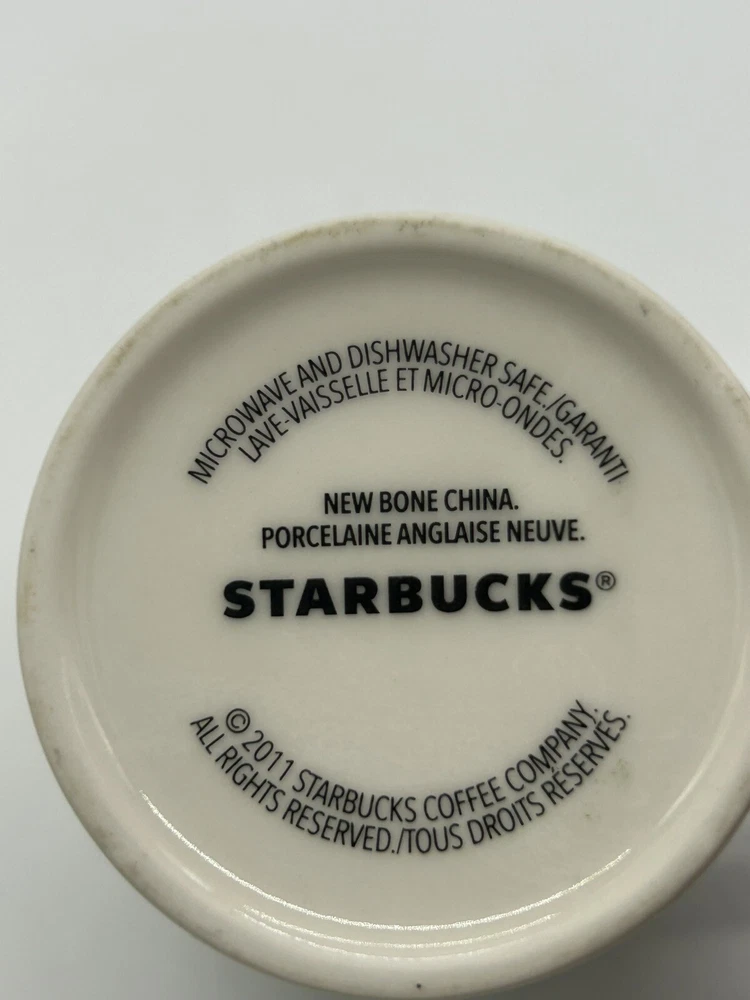 MICROWAVE AND DISHWASHER SAFE./GARANTI
LAVE-VAISSELLE ET MICRO-ONDES.
NEW BONE CHINA.
PORCELAINE ANGLAISE NEUVE.
STARBUCKS®
© 2011 STARBUCKS COFFEE COMPANY.
ALL RIGHTS RESERVED./TOUS DROITS RÉSERVÉS.